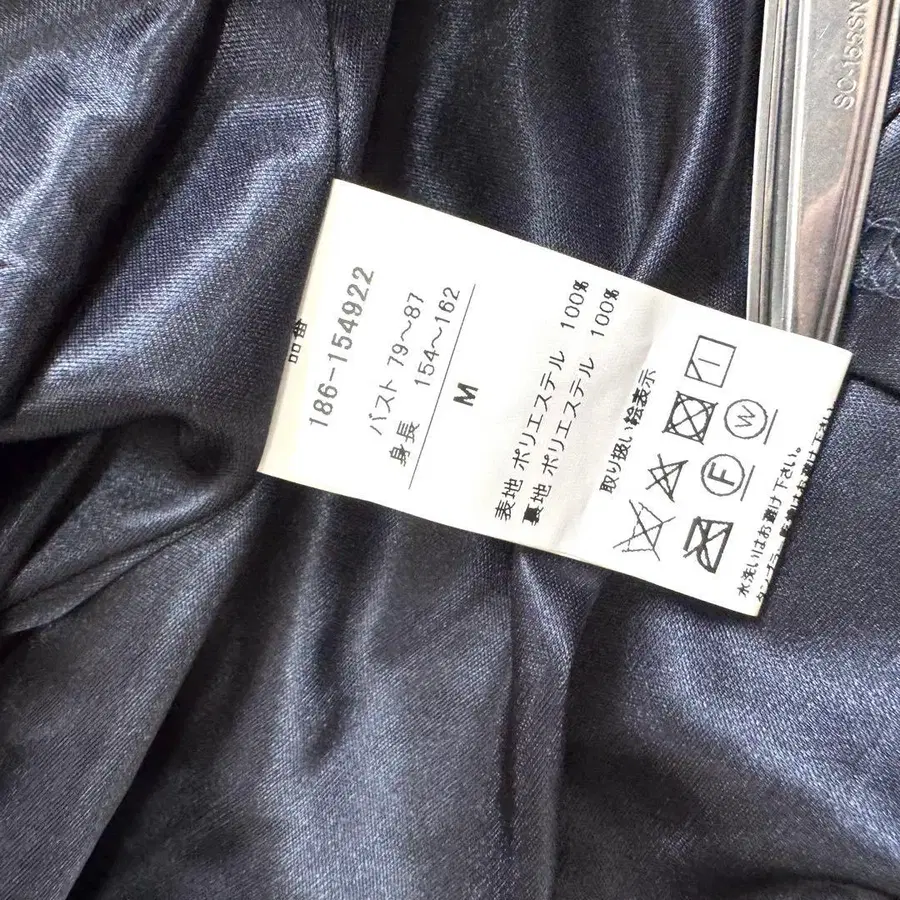 品番
186-154922
バスト 79～87
身長 154～162
M
表地 ポリエステル 100%
裏地 ポリエステル 100%
取り扱い絵表示
F W
水洗いはお避け下さい。
SC-155SN